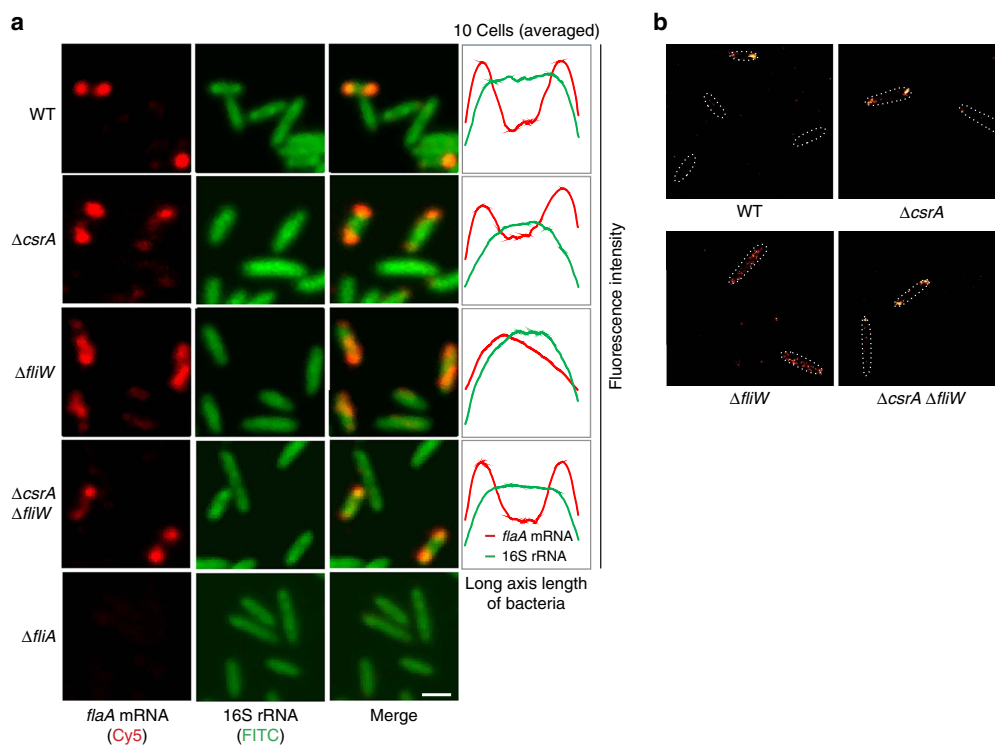 a
b
10 Cells (averaged)
WT
ΔcsrA
ΔfliW
ΔcsrA
ΔfliW
ΔfliA
flaA mRNA
16S rRNA
Long axis length
of bacteria
Fluorescence intensity
flaA mRNA
(Cy5)
16S rRNA
(FITC)
Merge
WT
ΔcsrA
ΔfliW
ΔcsrA ΔfliW